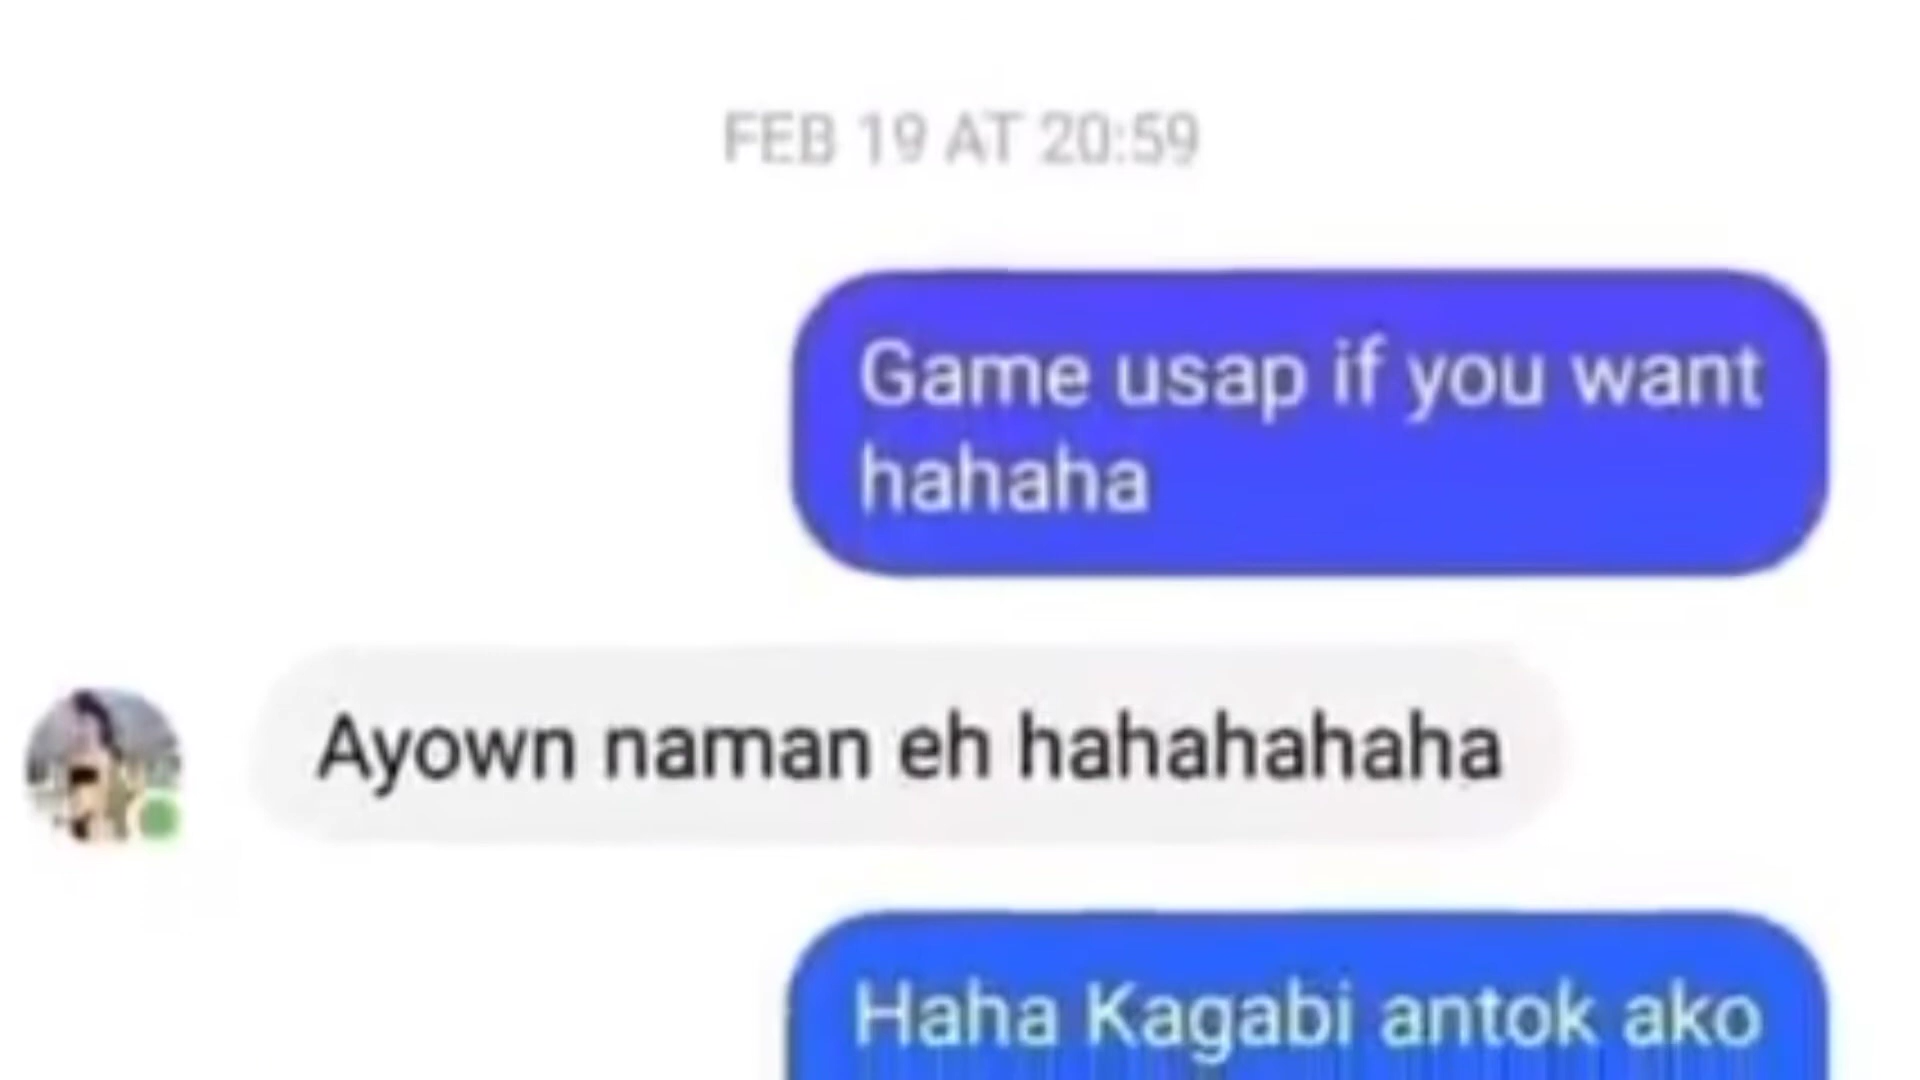 FEB 19 AT 20:59
Game usap if you want
hahaha
Ayown naman eh hahahahaha
Haha Kagabi antok ako